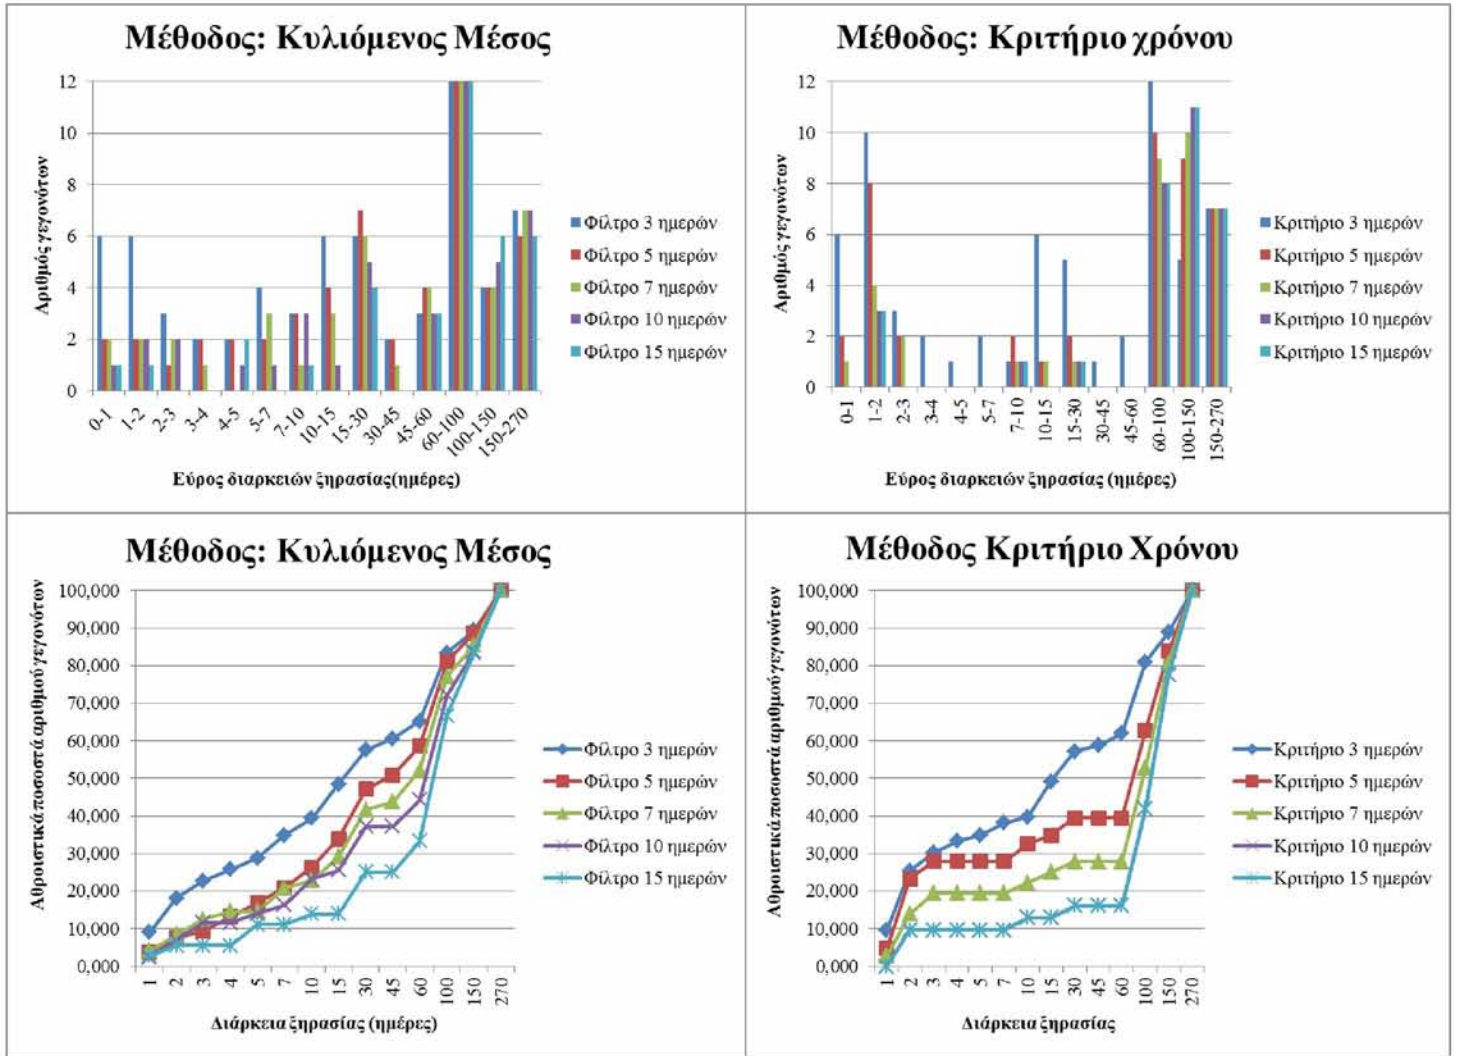 Μέθοδος: Κυλιόμενος Μέσος
12
10
8
6
4
2
0
Αριθμός γεγονότων
0-1
1-2
2-3
3-4
4-5
5-7
7-10
10-15
15-30
30-45
45-60
60-100
100-150
150-270
Εύρος διαρκειών ξηρασίας(ημέρες)
Φίλτρο 3 ημερών
Φίλτρο 5 ημερών
Φίλτρο 7 ημερών
Φίλτρο 10 ημερών
Φίλτρο 15 ημερών
Μέθοδος: Κριτήριο χρόνου
12
10
8
6
4
2
0
Αριθμός γεγονότων
0-1
1-2
2-3
3-4
4-5
5-7
7-10
10-15
15-30
30-45
45-60
60-100
100-150
150-270
Εύρος διαρκειών ξηρασίας (ημέρες)
Κριτήριο 3 ημερών
Κριτήριο 5 ημερών
Κριτήριο 7 ημερών
Κριτήριο 10 ημερών
Κριτήριο 15 ημερών
Μέθοδος: Κυλιόμενος Μέσος
100,000
90,000
80,000
70,000
60,000
50,000
40,000
30,000
20,000
10,000
0,000
Αθροιστικά ποσοστά αριθμού γεγονότων
1
2
3
4
5
7
10
15
30
45
60
100
150
270
Διάρκεια ξηρασίας (ημέρες)
Φίλτρο 3 ημερών
Φίλτρο 5 ημερών
Φίλτρο 7 ημερών
Φίλτρο 10 ημερών
Φίλτρο 15 ημερών
Μέθοδος Κριτήριο Χρόνου
100,000
90,000
80,000
70,000
60,000
50,000
40,000
30,000
20,000
10,000
0,000
Αθροιστικά ποσοστά αριθμού γεγονότων
1
2
3
4
5
7
10
15
30
45
60
100
150
270
Διάρκεια ξηρασίας
Κριτήριο 3 ημερών
Κριτήριο 5 ημερών
Κριτήριο 7 ημερών
Κριτήριο 10 ημερών
Κριτήριο 15 ημερών